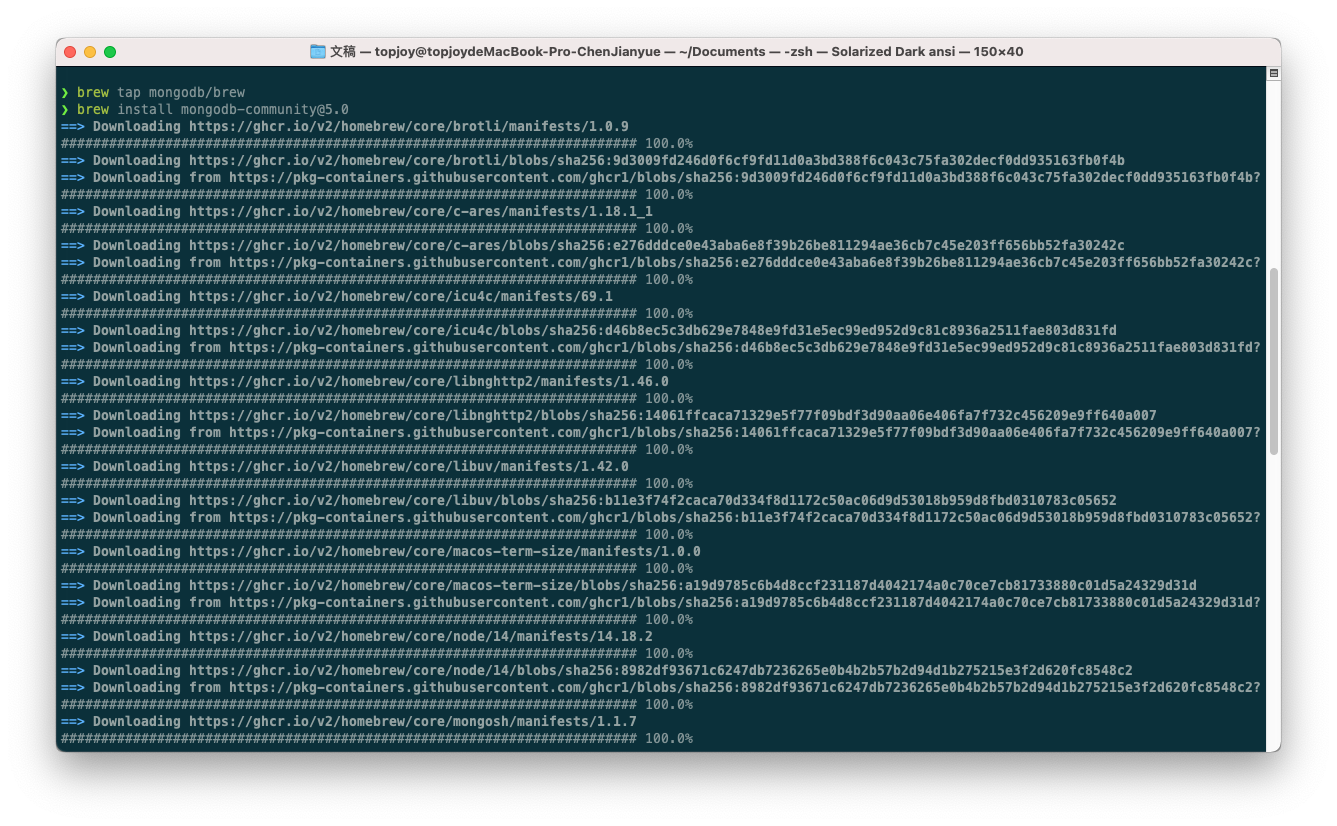 文稿 — topjoy@topjoydeMacBook-Pro-ChenJianyue — ~/Documents — -zsh — Solarized Dark ansi — 150×40
❯ brew tap mongodb/brew
❯ brew install mongodb-community@5.0
==> Downloading https://ghcr.io/v2/homebrew/core/brotli/manifests/1.0.9
######################################################################## 100.0%
==> Downloading https://ghcr.io/v2/homebrew/core/brotli/blobs/sha256:9d3009fd246d0f6cf9fd11d0a3bd388f6c043c75fa302decf0dd935163fb0f4b
==> Downloading from https://pkg-containers.githubusercontent.com/ghcr1/blobs/sha256:9d3009fd246d0f6cf9fd11d0a3bd388f6c043c75fa302decf0dd935163fb0f4b?
######################################################################## 100.0%
==> Downloading https://ghcr.io/v2/homebrew/core/c-ares/manifests/1.18.1_1
######################################################################## 100.0%
==> Downloading https://ghcr.io/v2/homebrew/core/c-ares/blobs/sha256:e276dddce0e43aba6e8f39b26be811294ae36cb7c45e203ff656bb52fa30242c
==> Downloading from https://pkg-containers.githubusercontent.com/ghcr1/blobs/sha256:e276dddce0e43aba6e8f39b26be811294ae36cb7c45e203ff656bb52fa30242c?
######################################################################## 100.0%
==> Downloading https://ghcr.io/v2/homebrew/core/icu4c/manifests/69.1
######################################################################## 100.0%
==> Downloading https://ghcr.io/v2/homebrew/core/icu4c/blobs/sha256:d46b8ec5c3db629e7848e9fd31e5ec99ed952d9c81c8936a2511fae803d831fd
==> Downloading from https://pkg-containers.githubusercontent.com/ghcr1/blobs/sha256:d46b8ec5c3db629e7848e9fd31e5ec99ed952d9c81c8936a2511fae803d831fd?
######################################################################## 100.0%
==> Downloading https://ghcr.io/v2/homebrew/core/libnghttp2/manifests/1.46.0
######################################################################## 100.0%
==> Downloading https://ghcr.io/v2/homebrew/core/libnghttp2/blobs/sha256:14061ffcaca71329e5f77f09bdf3d90aa06e406fa7f732c456209e9ff640a007
==> Downloading from https://pkg-containers.githubusercontent.com/ghcr1/blobs/sha256:14061ffcaca71329e5f77f09bdf3d90aa06e406fa7f732c456209e9ff640a007?
######################################################################## 100.0%
==> Downloading https://ghcr.io/v2/homebrew/core/libuv/manifests/1.42.0
######################################################################## 100.0%
==> Downloading https://ghcr.io/v2/homebrew/core/libuv/blobs/sha256:b11e3f74f2caca70d334f8d1172c50ac06d9d53018b959d8fbd0310783c05652
==> Downloading from https://pkg-containers.githubusercontent.com/ghcr1/blobs/sha256:b11e3f74f2caca70d334f8d1172c50ac06d9d53018b959d8fbd0310783c05652?
######################################################################## 100.0%
==> Downloading https://ghcr.io/v2/homebrew/core/macos-term-size/manifests/1.0.0
######################################################################## 100.0%
==> Downloading https://ghcr.io/v2/homebrew/core/macos-term-size/blobs/sha256:a19d9785c6b4d8ccf231187d4042174a0c70ce7cb81733880c01d5a24329d31d
==> Downloading from https://pkg-containers.githubusercontent.com/ghcr1/blobs/sha256:a19d9785c6b4d8ccf231187d4042174a0c70ce7cb81733880c01d5a24329d31d?
######################################################################## 100.0%
==> Downloading https://ghcr.io/v2/homebrew/core/node/14/manifests/14.18.2
######################################################################## 100.0%
==> Downloading https://ghcr.io/v2/homebrew/core/node/14/blobs/sha256:8982df93671c6247db7236265e0b4b2b57b2d94d1b275215e3f2d620fc8548c2
==> Downloading from https://pkg-containers.githubusercontent.com/ghcr1/blobs/sha256:8982df93671c6247db7236265e0b4b2b57b2d94d1b275215e3f2d620fc8548c2?
######################################################################## 100.0%
==> Downloading https://ghcr.io/v2/homebrew/core/mongosh/manifests/1.1.7
######################################################################## 100.0%